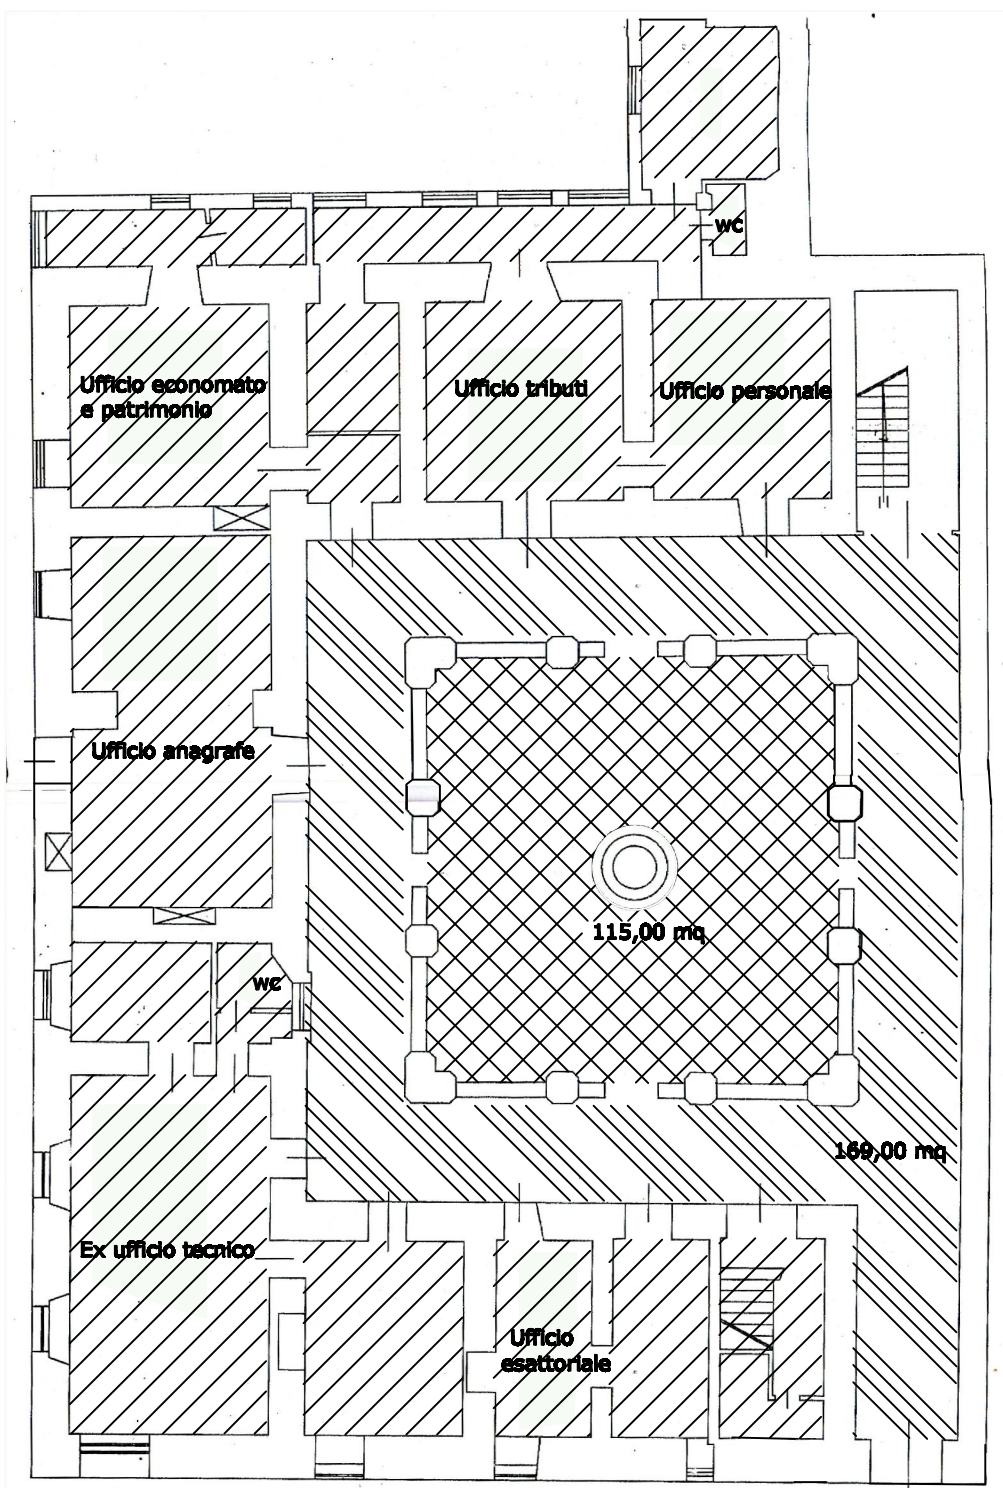 wc
Ufficio economato
e patrimonio
Ufficio tributi
Ufficio personale
Ufficio anagrafe
115,00 mq
wc
169,00 mq
Ex ufficio tecnico
Ufficio
esattoriale